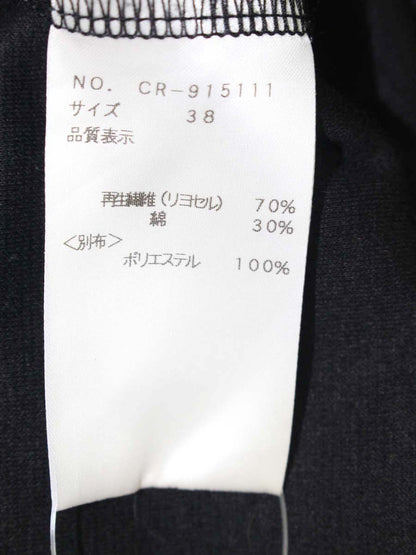 NO. CR-915111
サイズ 38
品質表示
再生繊維(リヨセル) 70%
綿 30%
<別布>
ポリエステル 100%